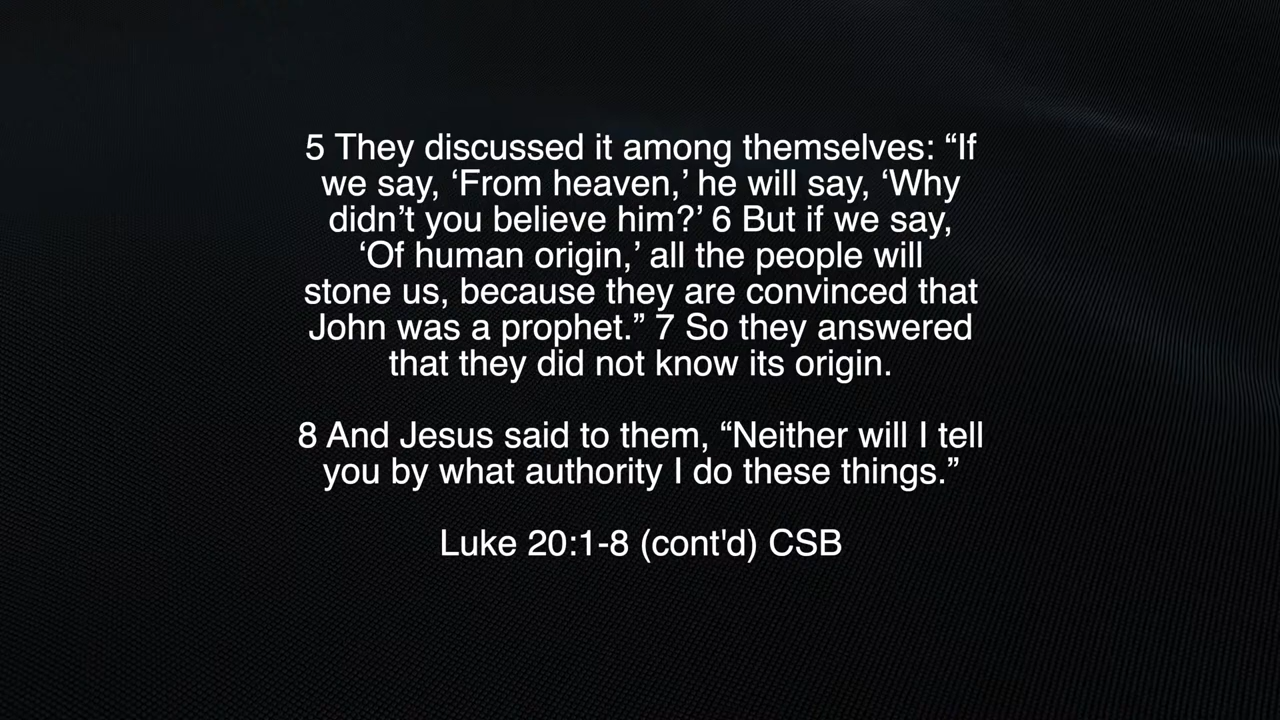 5 They discussed it among themselves: “If
we say, ‘From heaven,’ he will say, ‘Why
didn’t you believe him?’ 6 But if we say,
‘Of human origin,’ all the people will
stone us, because they are convinced that
John was a prophet.” 7 So they answered
that they did not know its origin.
8 And Jesus said to them, “Neither will I tell
you by what authority I do these things.”
Luke 20:1-8 (cont'd) CSB